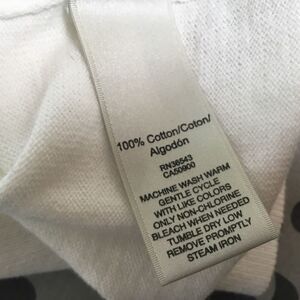 100% Cotton/Coton/
Algodón
RN36543
CA50900
MACHINE WASH WARM
GENTLE CYCLE
WITH LIKE COLORS
ONLY NON-CHLORINE
BLEACH WHEN NEEDED
TUMBLE DRY LOW
REMOVE PROMPTLY
STEAM IRON